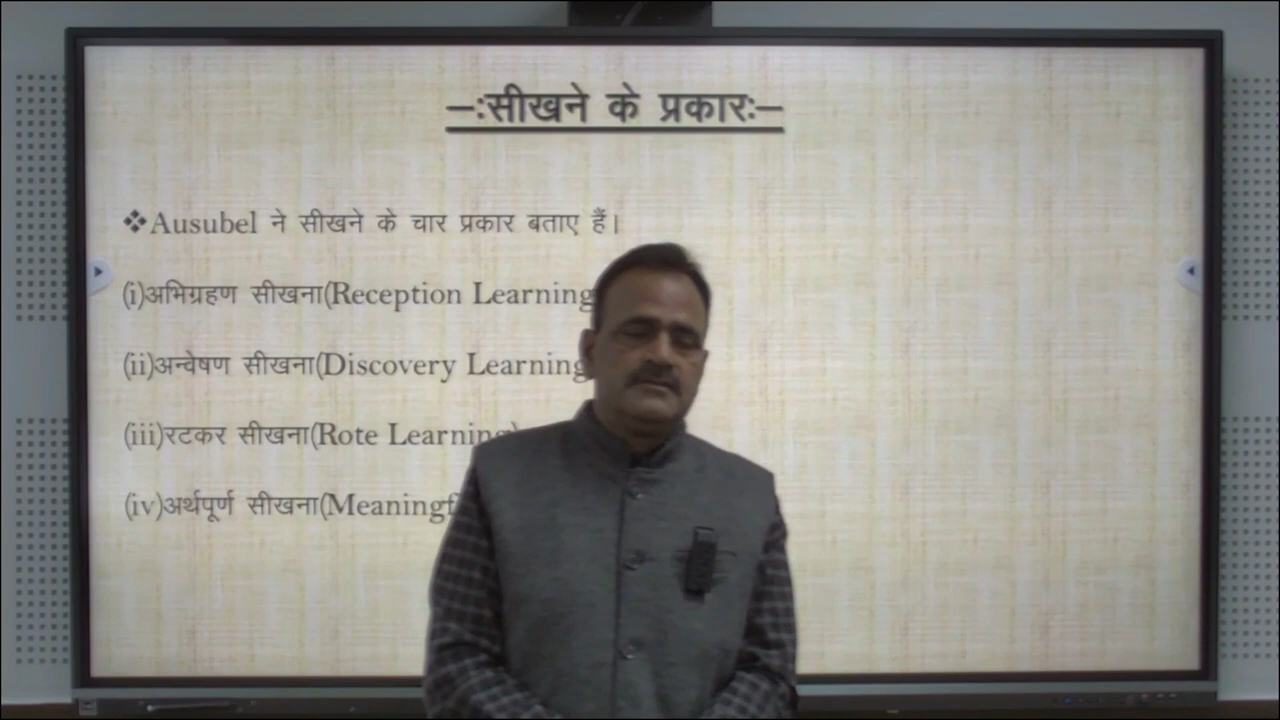 –:सीखने के प्रकार:–
❖Ausubel ने सीखने के चार प्रकार बताए हैं।
(i)अभिग्रहण सीखना(Reception Learning
(ii)अन्वेषण सीखना(Discovery Learning
(iii)रटकर सीखना(Rote Learning)
(iv)अर्थपूर्ण सीखना(